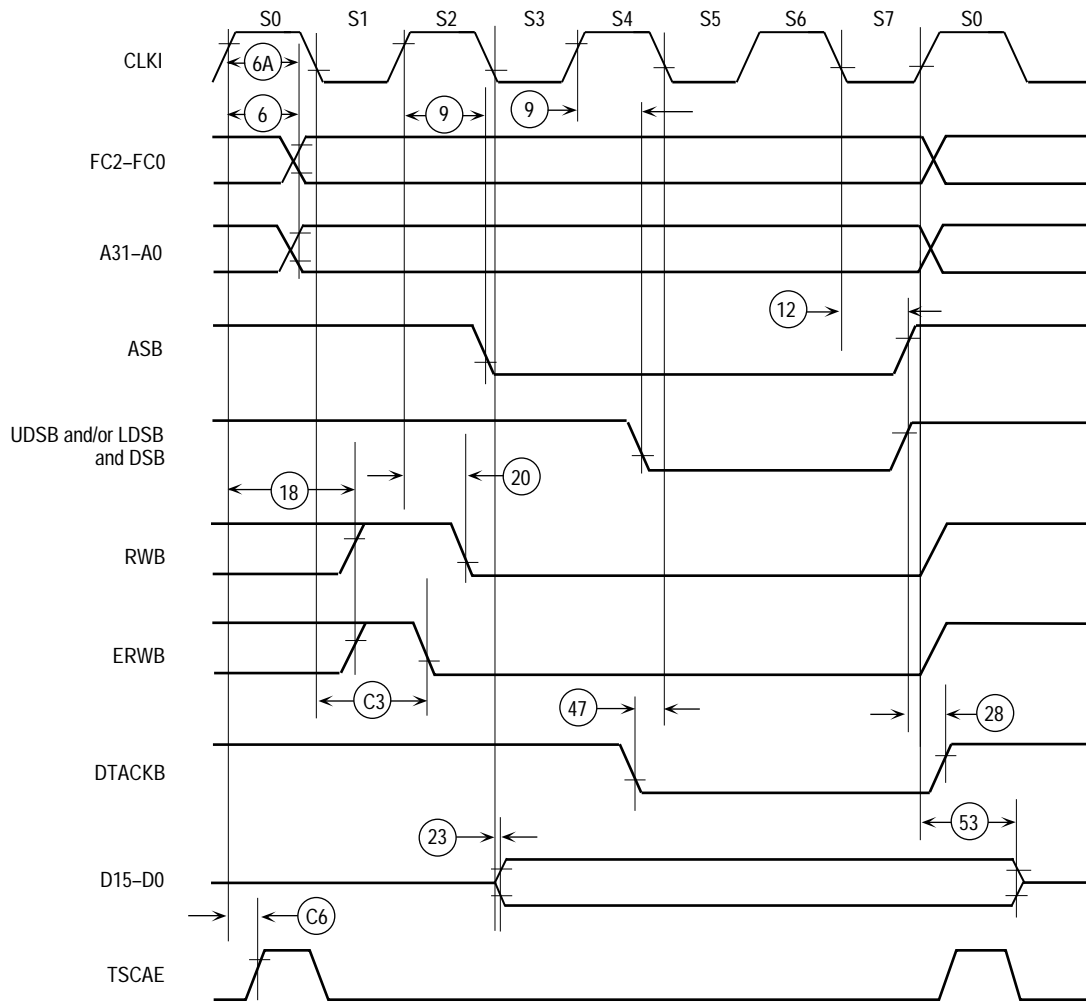 S0 S1 S2 S3 S4 S5 S6 S7 S0
CLKI
6A
6
9
9
FC2–FC0
A31–A0
12
ASB
UDSB and/or LDSB
and DSB
18
20
RWB
ERWB
C3
47
28
DTACKB
53
23
D15–D0
C6
TSCAE